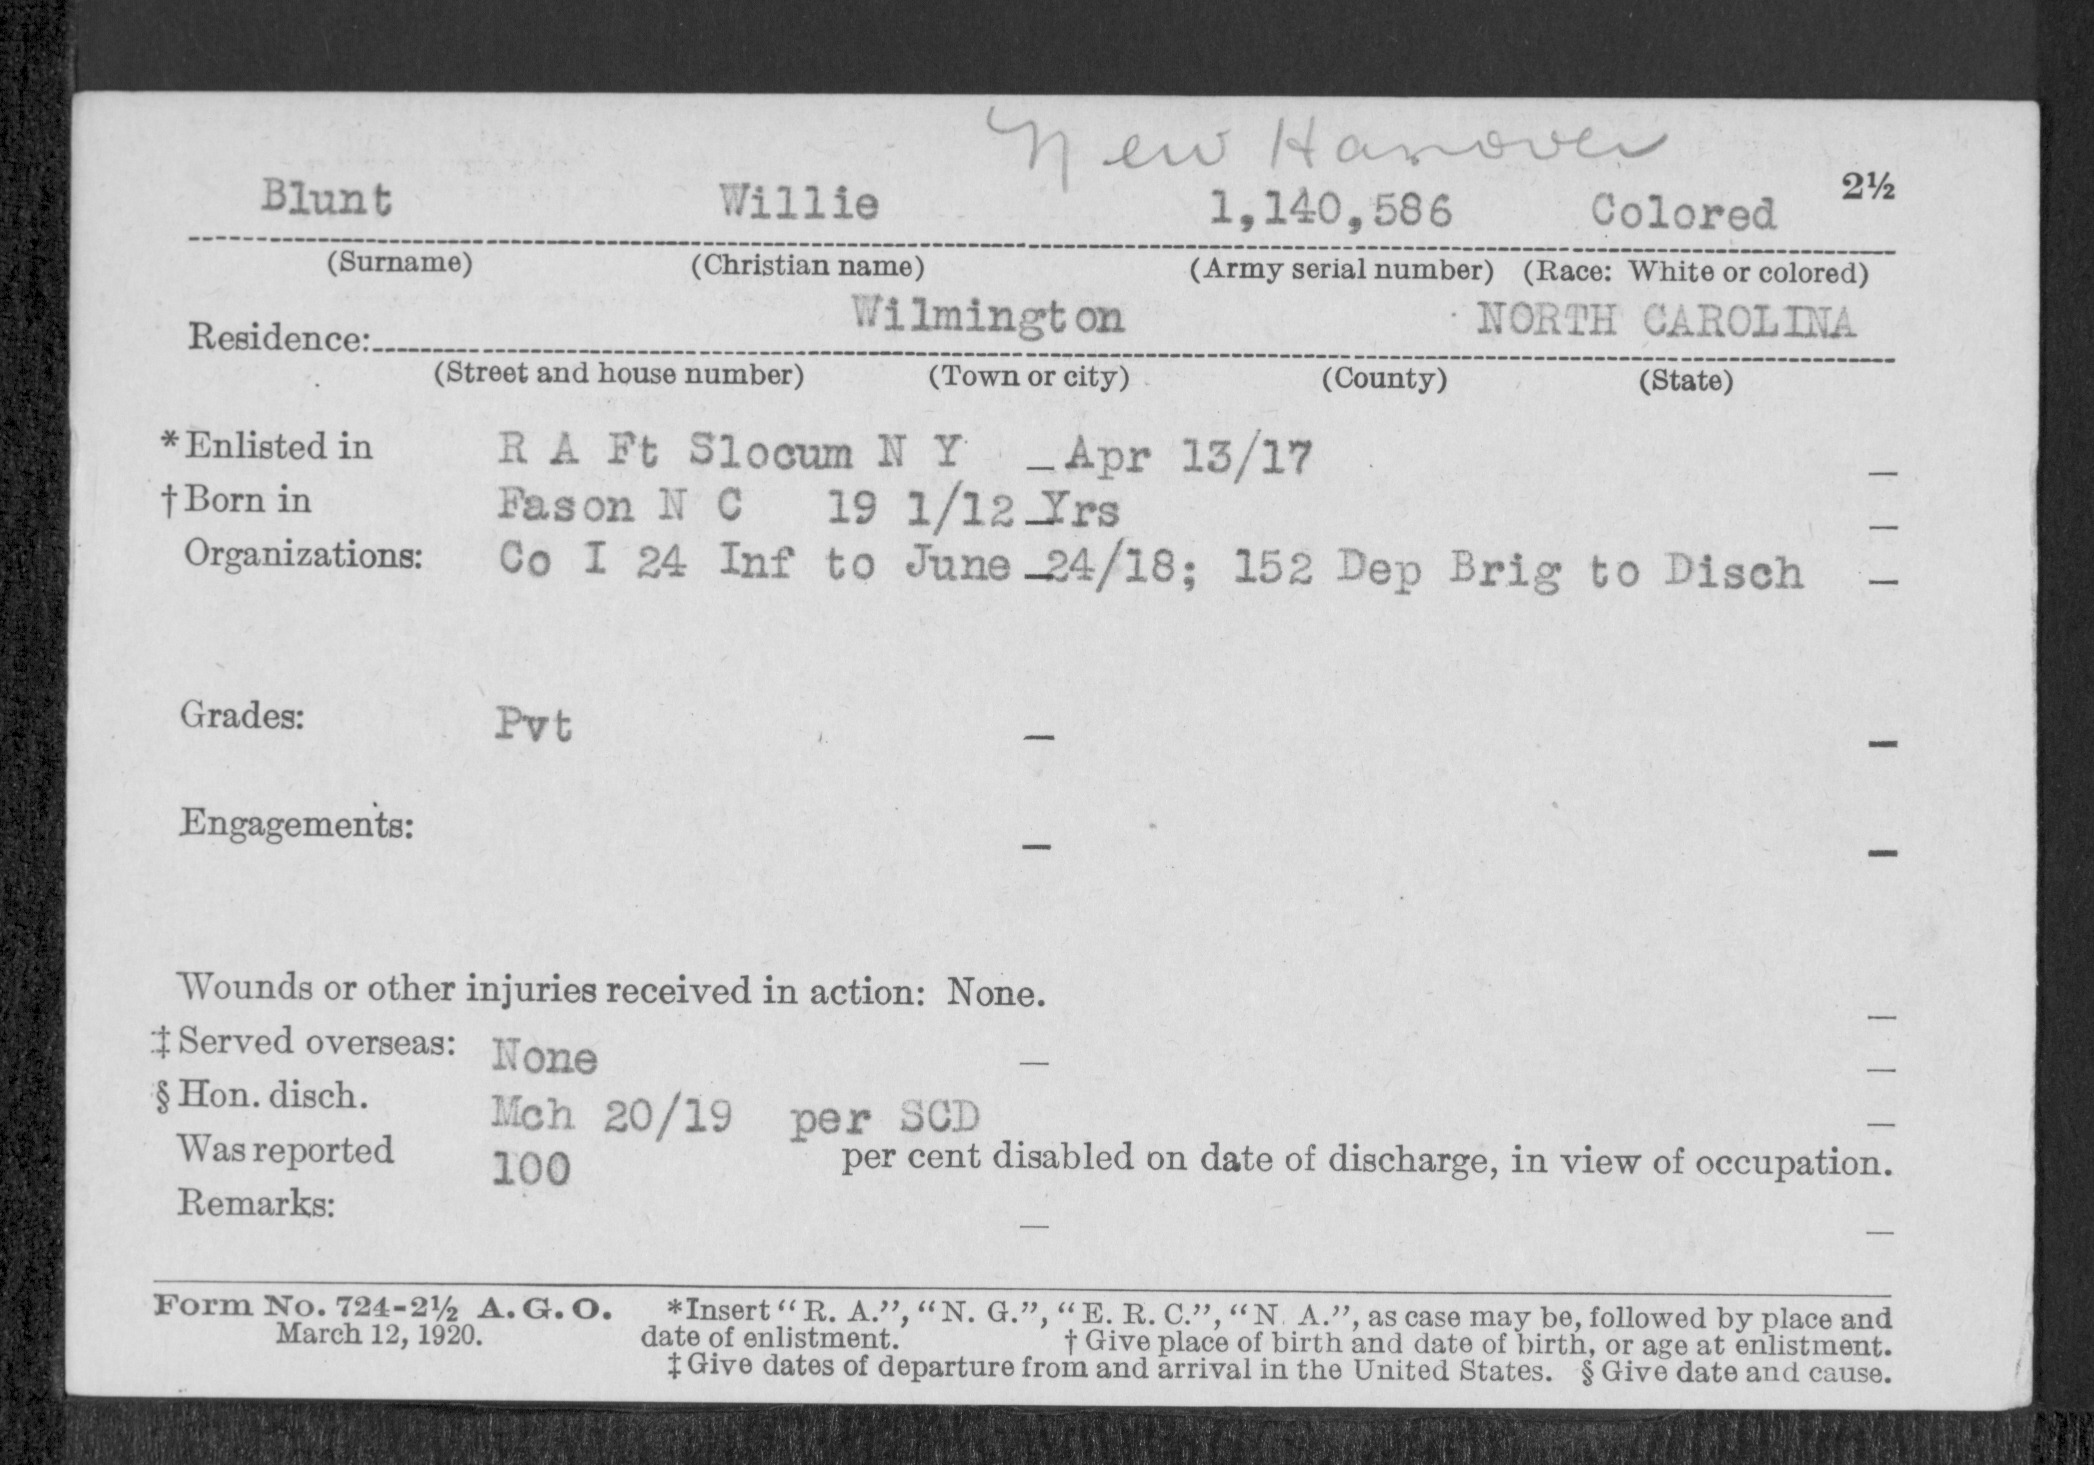 New Hanover
Blunt Willie 1,140,586 Colored 2½
(Surname) (Christian name) (Army serial number) (Race: White or colored)
Residence: Wilmington NORTH CAROLINA
(Street and house number) (Town or city) (County) (State)
*Enlisted in R A Ft Slocum N Y — Apr 13/17 —
†Born in Fason N C 19 1/12 Yrs —
Organizations: Co I 24 Inf to June 24/18; 152 Dep Brig to Disch —
Grades: Pvt — —
Engagements: — —
Wounds or other injuries received in action: None. —
‡Served overseas: None — —
§Hon. disch. Mch 20/19 per SCD —
Was reported 100 per cent disabled on date of discharge, in view of occupation.
Remarks: — —
Form No. 724-2½ A. G. O. *Insert "R. A.", "N. G.", "E. R. C.", "N. A.", as case may be, followed by place and
March 12, 1920. date of enlistment. †Give place of birth and date of birth, or age at enlistment.
‡Give dates of departure from and arrival in the United States. §Give date and cause.